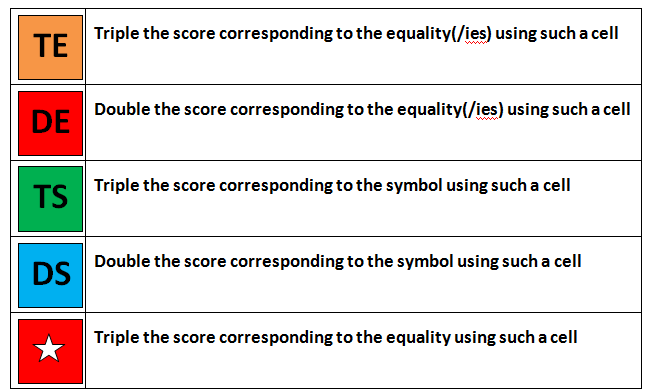 TE Triple the score corresponding to the equality(/ies) using such a cell
DE Double the score corresponding to the equality(/ies) using such a cell
TS Triple the score corresponding to the symbol using such a cell
DS Double the score corresponding to the symbol using such a cell
Triple the score corresponding to the equality using such a cell